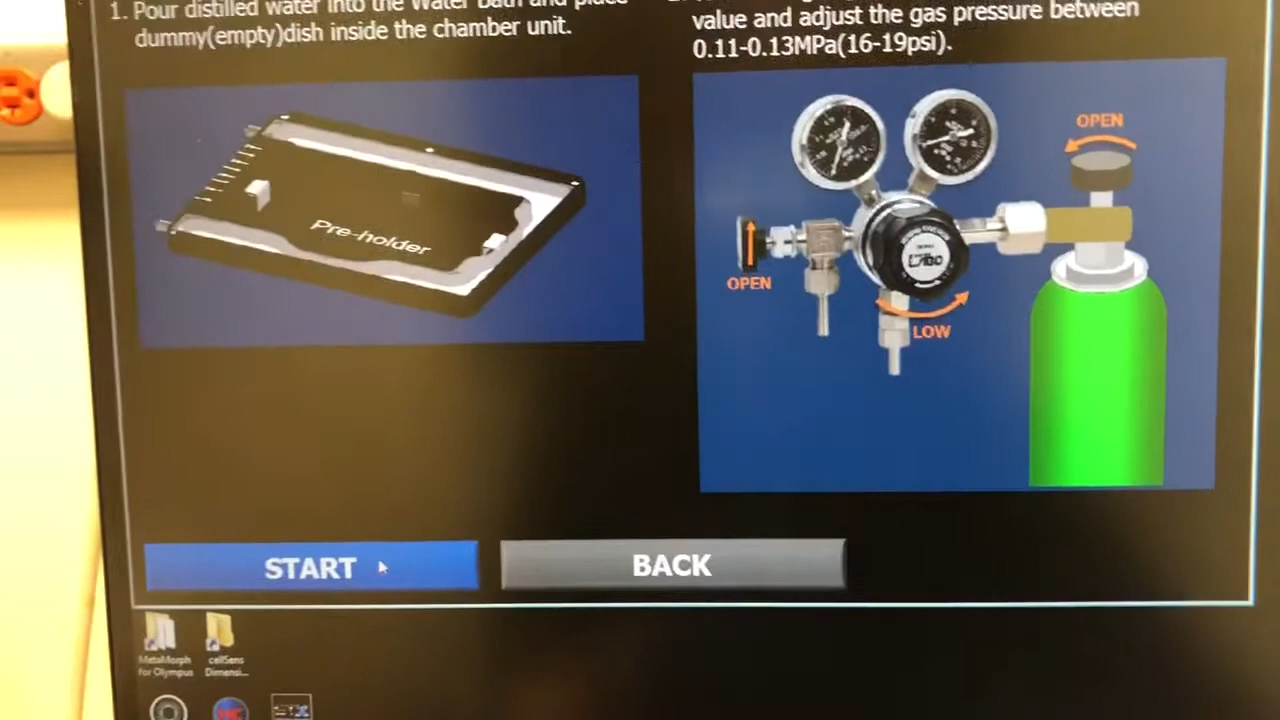 1. Pour distilled water into the Water Bath and place
dummy(empty)dish inside the chamber unit.
value and adjust the gas pressure between
0.11-0.13MPa(16-19psi).
Pre-holder
OPEN
OPEN
LABO
LOW
START
BACK
MetaMorph
for Olympus
cellSens
Dimensi...
STX